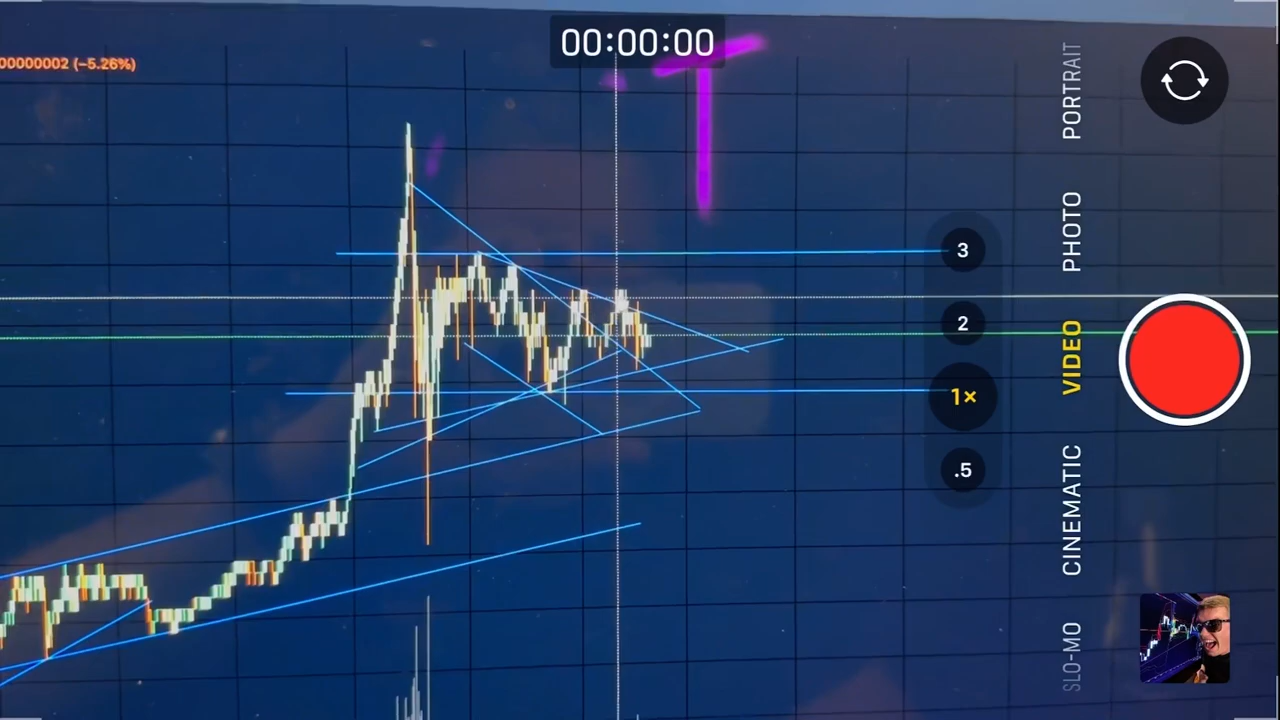 00000002 (−5.26%)
00:00:00
T
PORTRAIT
PHOTO
VIDEO
CINEMATIC
SLO-MO
3
2
1×
.5